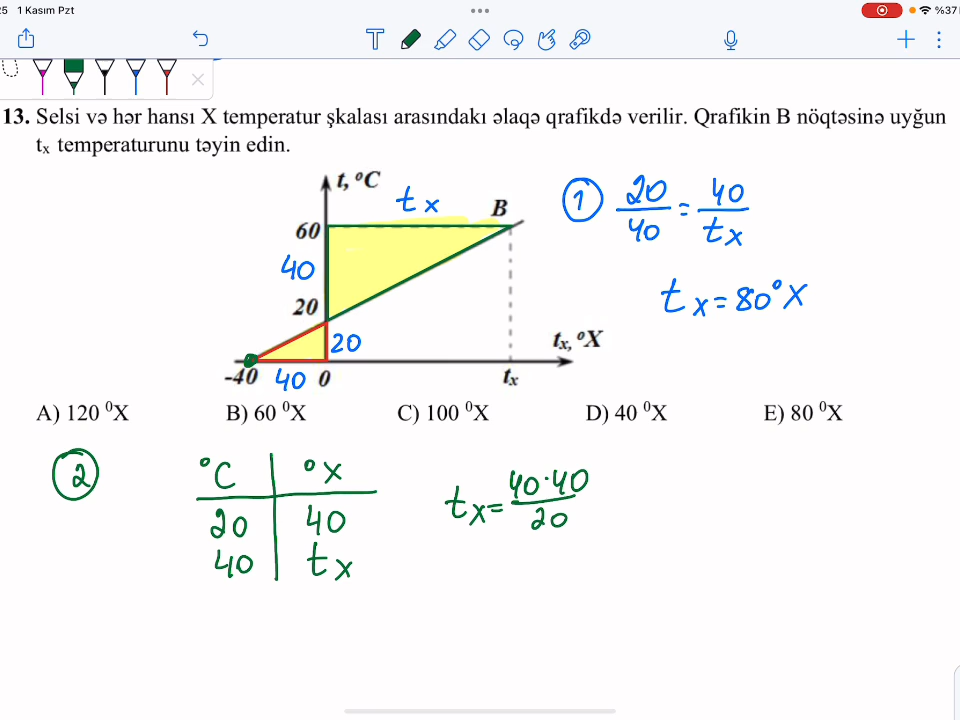 25 1 Kasım Pzt
%37
13. Selsi və hər hansı X temperatur şkalası arasındakı əlaqə qrafikdə verilir. Qrafikin B nöqtəsinə uyğun
tx temperaturunu təyin edin.
t, ⁰C
tx
B
60
40
20
20
tx, ⁰X
-40
40
0
tx
① 20/40 = 40/tx
tx = 80°X
A) 120 ⁰X B) 60 ⁰X C) 100 ⁰X D) 40 ⁰X E) 80 ⁰X
②
°C °X
20 40
40 tx
tx = 40·40/20